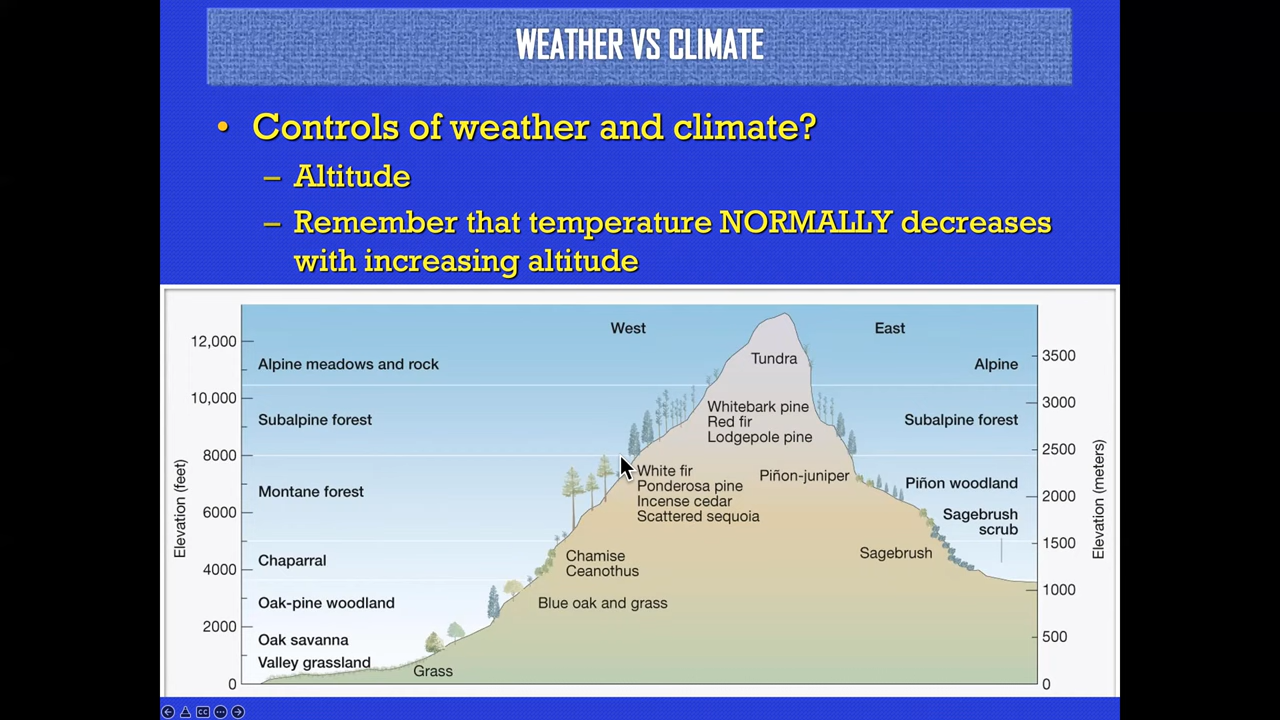 WEATHER VS CLIMATE
• Controls of weather and climate?
– Altitude
– Remember that temperature NORMALLY decreases
with increasing altitude
West
East
12,000
10,000
8000
6000
4000
2000
0
Elevation (feet)
Alpine meadows and rock
Subalpine forest
Montane forest
Chaparral
Oak-pine woodland
Oak savanna
Valley grassland
Tundra
Whitebark pine
Red fir
Lodgepole pine
White fir
Ponderosa pine
Incense cedar
Scattered sequoia
Piñon-juniper
Chamise
Ceanothus
Sagebrush
Blue oak and grass
Grass
Alpine
Subalpine forest
Piñon woodland
Sagebrush
scrub
3500
3000
2500
2000
1500
1000
500
0
Elevation (meters)
CC